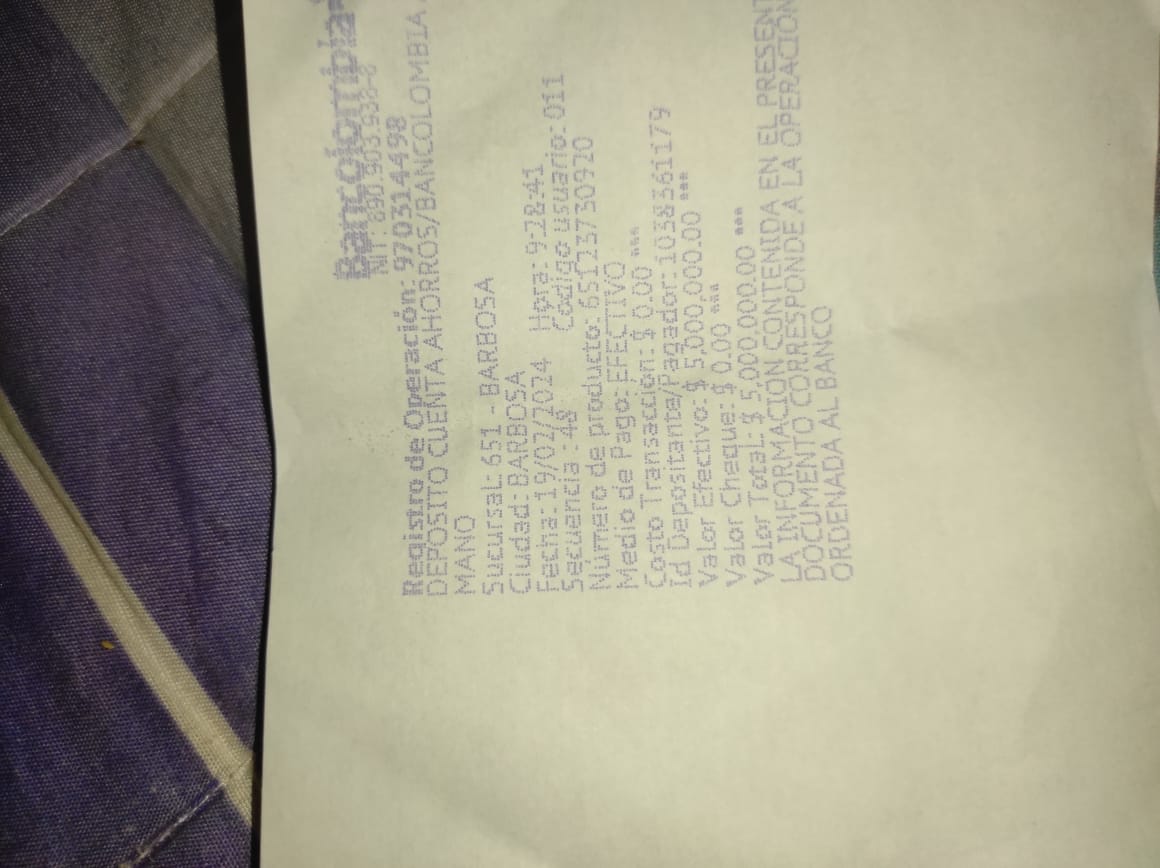 Bancolombia
NIT: 890.903.938-8
Registro de Operación: 970314498
DEPOSITO CUENTA AHORROS/BANCOLOMBIA A
MANO
Sucursal: 651 - BARBOSA
Ciudad: BARBOSA
Fecha: 19/02/2024 Hora: 9:28:41
Secuencia : 48 Código usuario: 011
Número de producto: 65123730920
Medio de Pago: EFECTIVO
Costo Transacción: $ 0.00 ***
Id Depositante/Pagador: 1038361179
Valor Efectivo: $ 5,000,000.00 ***
Valor Cheque: $ 0.00 ***
Valor Total: $ 5,000,000.00 ***
LA INFORMACIÓN CONTENIDA EN EL PRESENT
DOCUMENTO CORRESPONDE A LA OPERACIÓN
ORDENADA AL BANCO